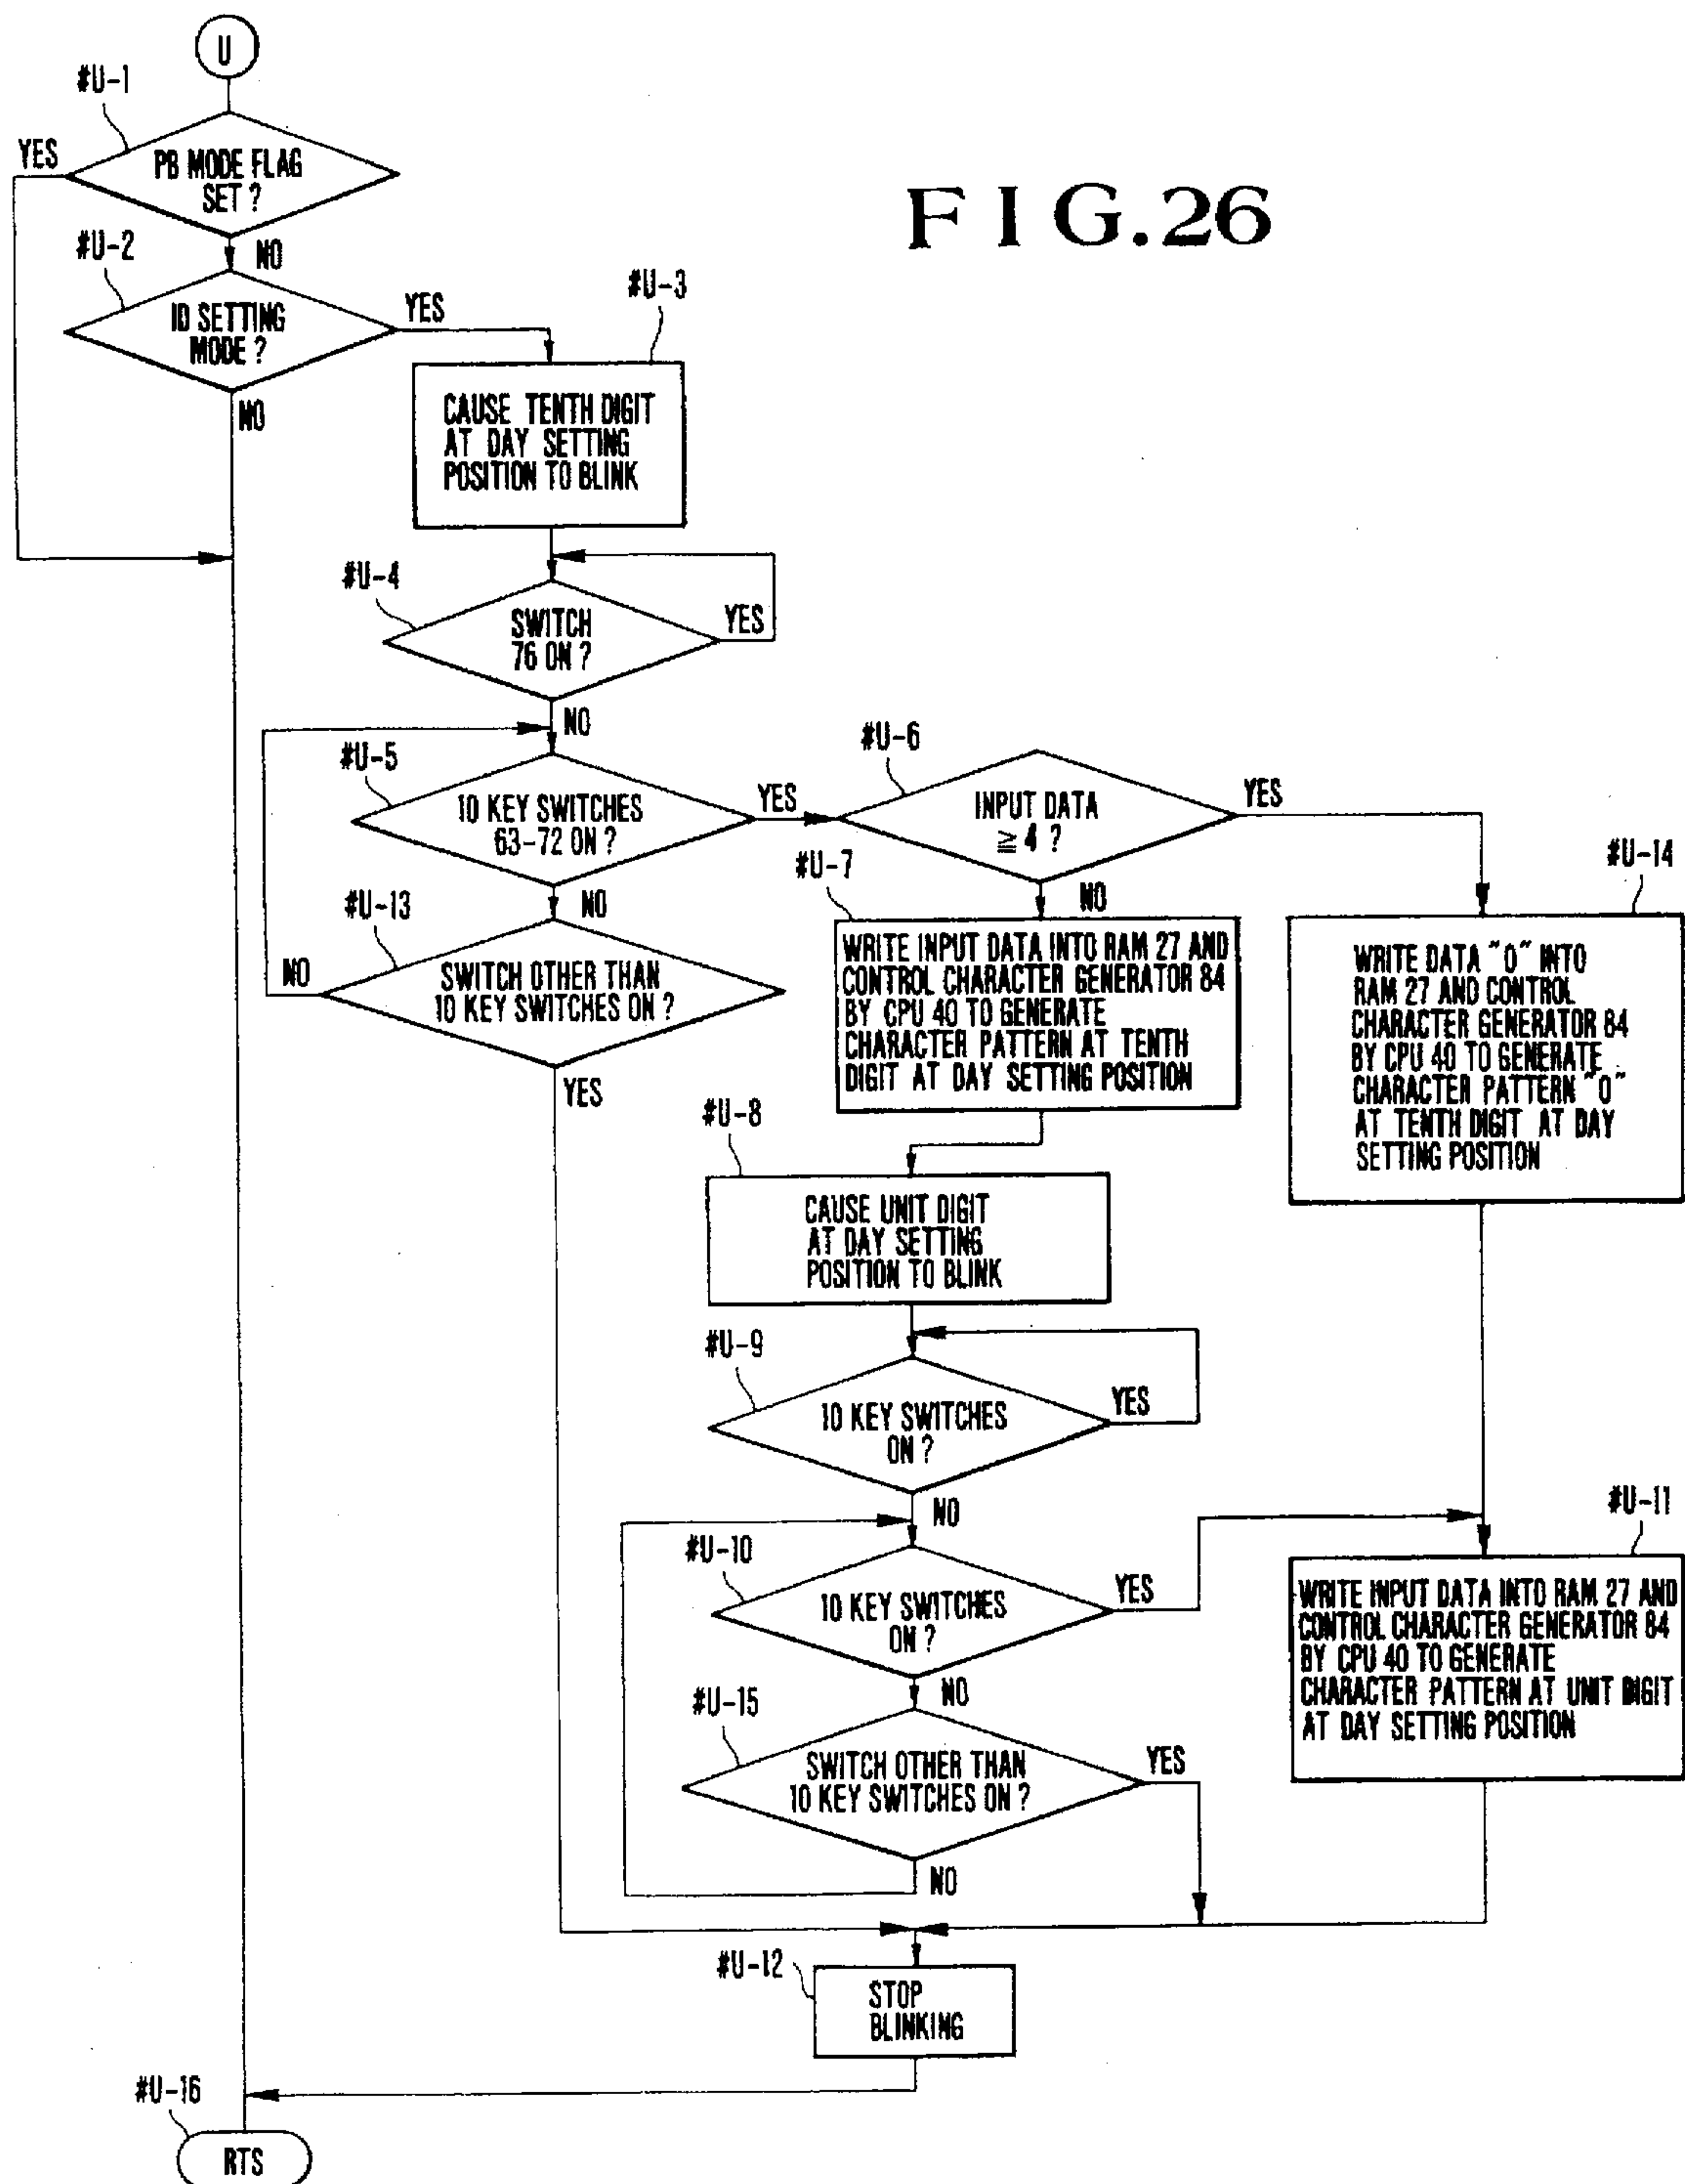 U
#U-1
YES
PB MODE FLAG
SET ?
FIG.26
NO
#U-2
ID SETTING
MODE ?
YES
NO
#U-3
CAUSE TENTH DIGIT
AT DAY SETTING
POSITION TO BLINK
#U-4
SWITCH
76 ON ?
YES
NO
#U-5
10 KEY SWITCHES
63-72 ON ?
YES
NO
#U-6
INPUT DATA
≧ 4 ?
YES
NO
#U-13
SWITCH OTHER THAN
10 KEY SWITCHES ON ?
NO
YES
#U-7
WRITE INPUT DATA INTO RAM 27 AND
CONTROL CHARACTER GENERATOR 84
BY CPU 40 TO GENERATE
CHARACTER PATTERN AT TENTH
DIGIT AT DAY SETTING POSITION
#U-14
WRITE DATA "0" INTO
RAM 27 AND CONTROL
CHARACTER GENERATOR 84
BY CPU 40 TO GENERATE
CHARACTER PATTERN "0"
AT TENTH DIGIT AT DAY
SETTING POSITION
#U-8
CAUSE UNIT DIGIT
AT DAY SETTING
POSITION TO BLINK
#U-9
10 KEY SWITCHES
ON ?
YES
NO
#U-10
10 KEY SWITCHES
ON ?
YES
NO
#U-11
WRITE INPUT DATA INTO RAM 27 AND
CONTROL CHARACTER GENERATOR 84
BY CPU 40 TO GENERATE
CHARACTER PATTERN AT UNIT DIGIT
AT DAY SETTING POSITION
#U-15
SWITCH OTHER THAN
10 KEY SWITCHES ON ?
YES
NO
#U-12
STOP
BLINKING
#U-16
RTS